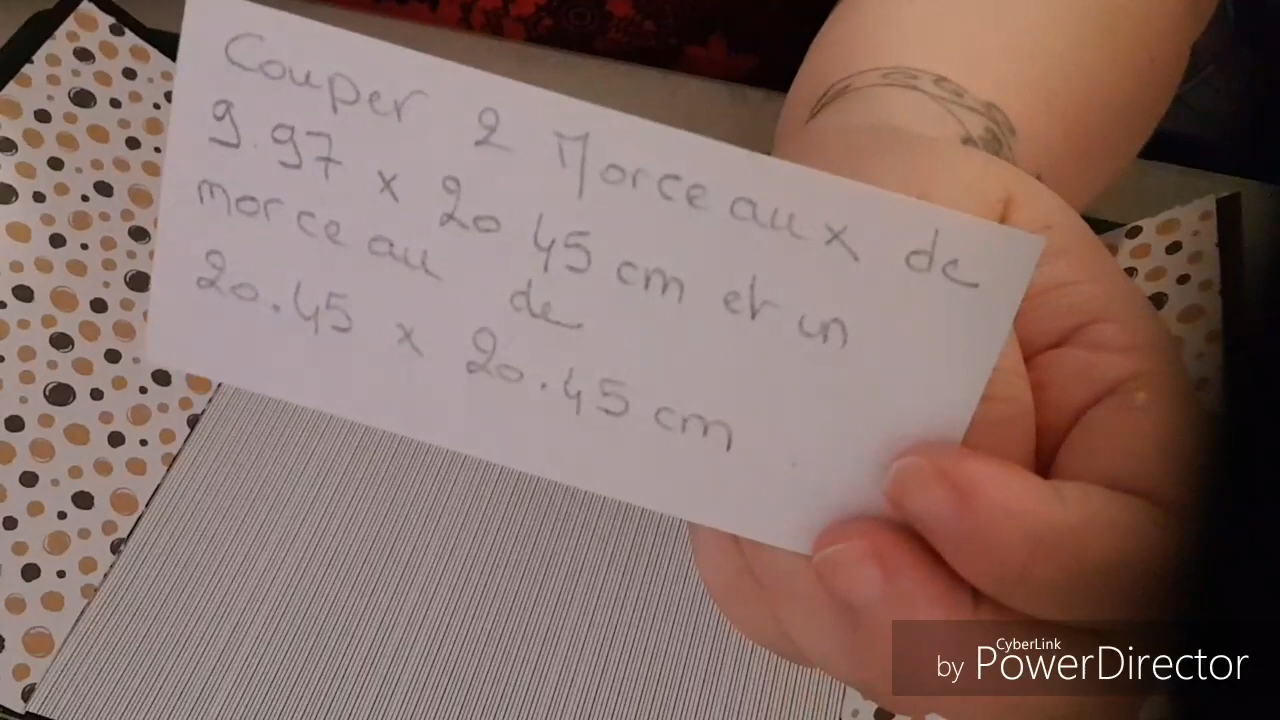 Couper 2 Morceaux de
9.97 x 20 45 cm et un
morceau de
20.45 x 20.45 cm
CyberLink
by PowerDirector